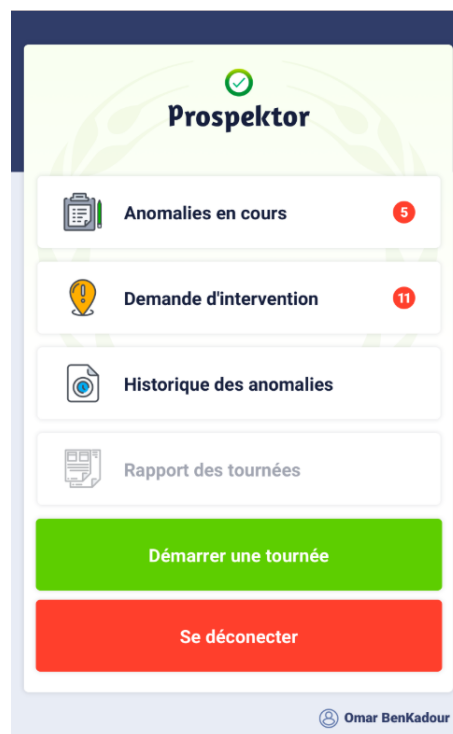 Prospektor
Anomalies en cours 5
Demande d'intervention 11
Historique des anomalies
Rapport des tournées
Démarrer une tournée
Se déconecter
Omar BenKadour